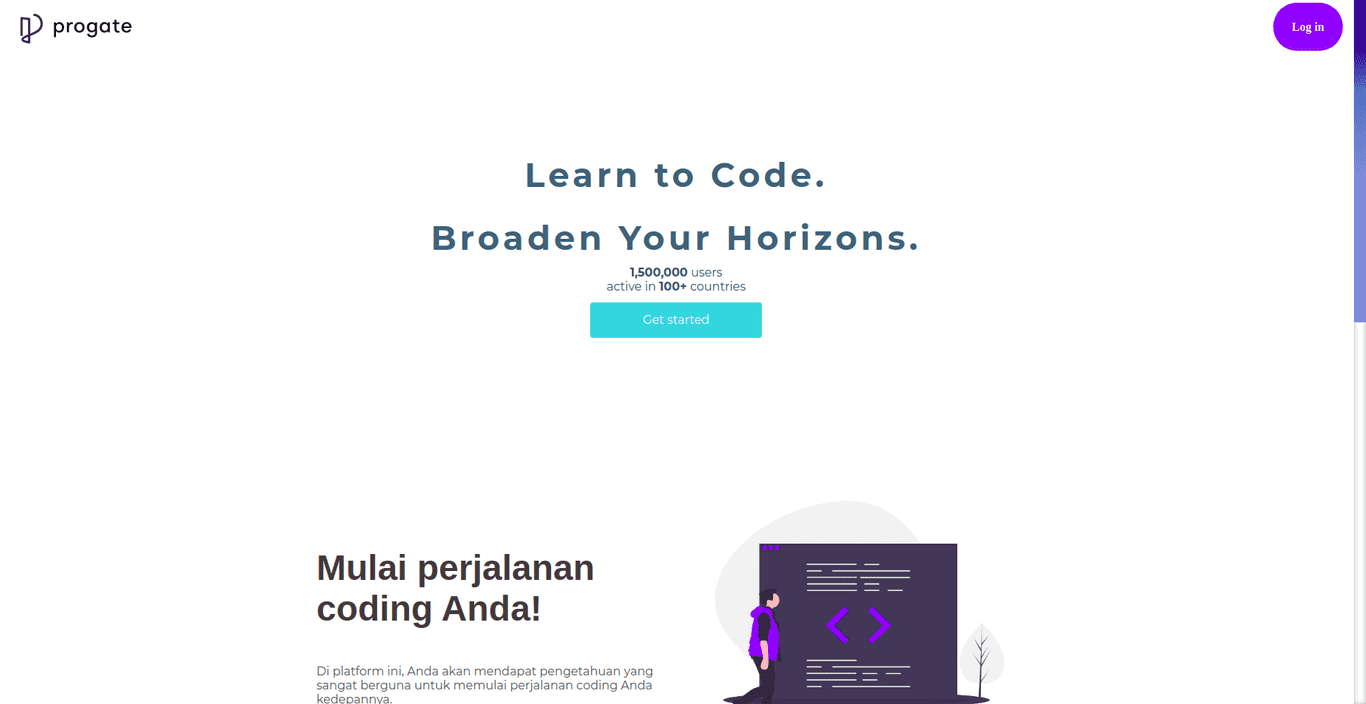 progate
Log in
Learn to Code.
Broaden Your Horizons.
1,500,000 users
active in 100+ countries
Get started
Mulai perjalanan
coding Anda!
Di platform ini, Anda akan mendapat pengetahuan yang
sangat berguna untuk memulai perjalanan coding Anda
kedepannya.